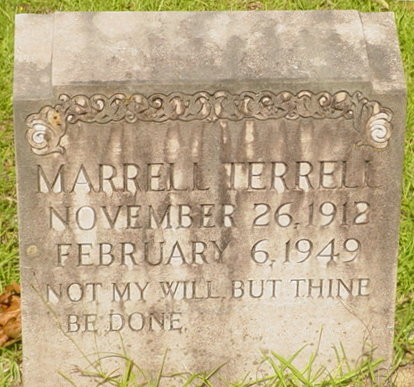 MARRELL TERRELL
NOVEMBER 26, 1912
FEBRUARY 6, 1949
NOT MY WILL, BUT THINE
BE DONE